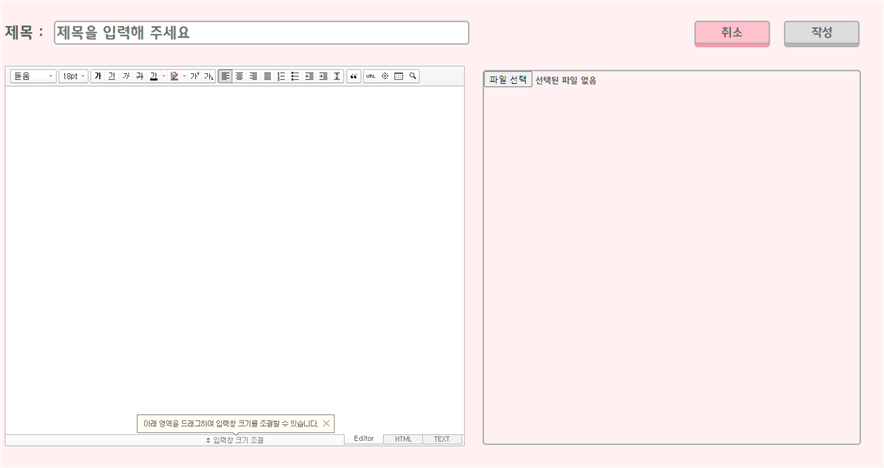 제목 :
제목을 입력해 주세요
취소
작성
돋움
18pt
가 가 가 가 가 가¹ 가₁
URL
파일 선택 선택된 파일 없음
아래 영역을 드래그하여 입력창 크기를 조절할 수 있습니다.
입력창 크기 조절
Editor
HTML
TEXT